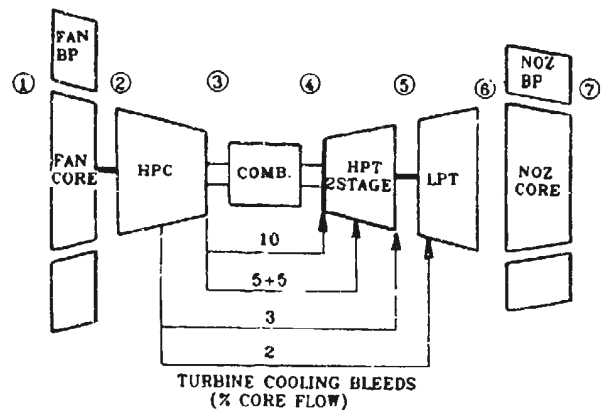 FAN
BP
NOZ
BP
① ② ③ ④ ⑤ ⑥ ⑦
FAN
CORE
HPC
COMB.
HPT
2STAGE
LPT
NOZ
CORE
10
5+5
3
2
TURBINE COOLING BLEEDS
(% CORE FLOW)